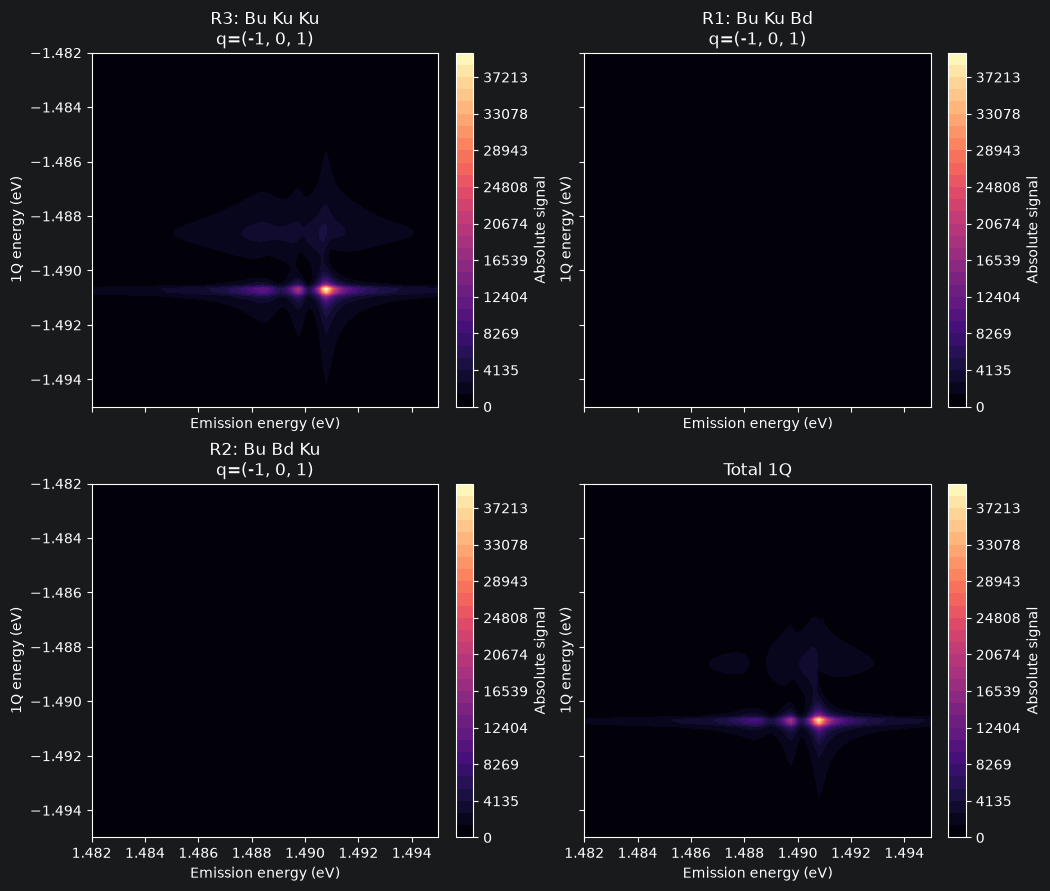 R3: Bu Ku Ku
q=(-1, 0, 1)
−1.482
−1.484
−1.486
−1.488
−1.490
−1.492
−1.494
1Q energy (eV)
Emission energy (eV)
37213
33078
28943
24808
20674
16539
12404
8269
4135
0
Absolute signal
R1: Bu Ku Bd
q=(-1, 0, 1)
1Q energy (eV)
Emission energy (eV)
37213
33078
28943
24808
20674
16539
12404
8269
4135
0
Absolute signal
R2: Bu Bd Ku
q=(-1, 0, 1)
−1.482
−1.484
−1.486
−1.488
−1.490
−1.492
−1.494
1Q energy (eV)
1.482 1.484 1.486 1.488 1.490 1.492 1.494
Emission energy (eV)
37213
33078
28943
24808
20674
16539
12404
8269
4135
0
Absolute signal
Total 1Q
1Q energy (eV)
1.482 1.484 1.486 1.488 1.490 1.492 1.494
Emission energy (eV)
37213
33078
28943
24808
20674
16539
12404
8269
4135
0
Absolute signal